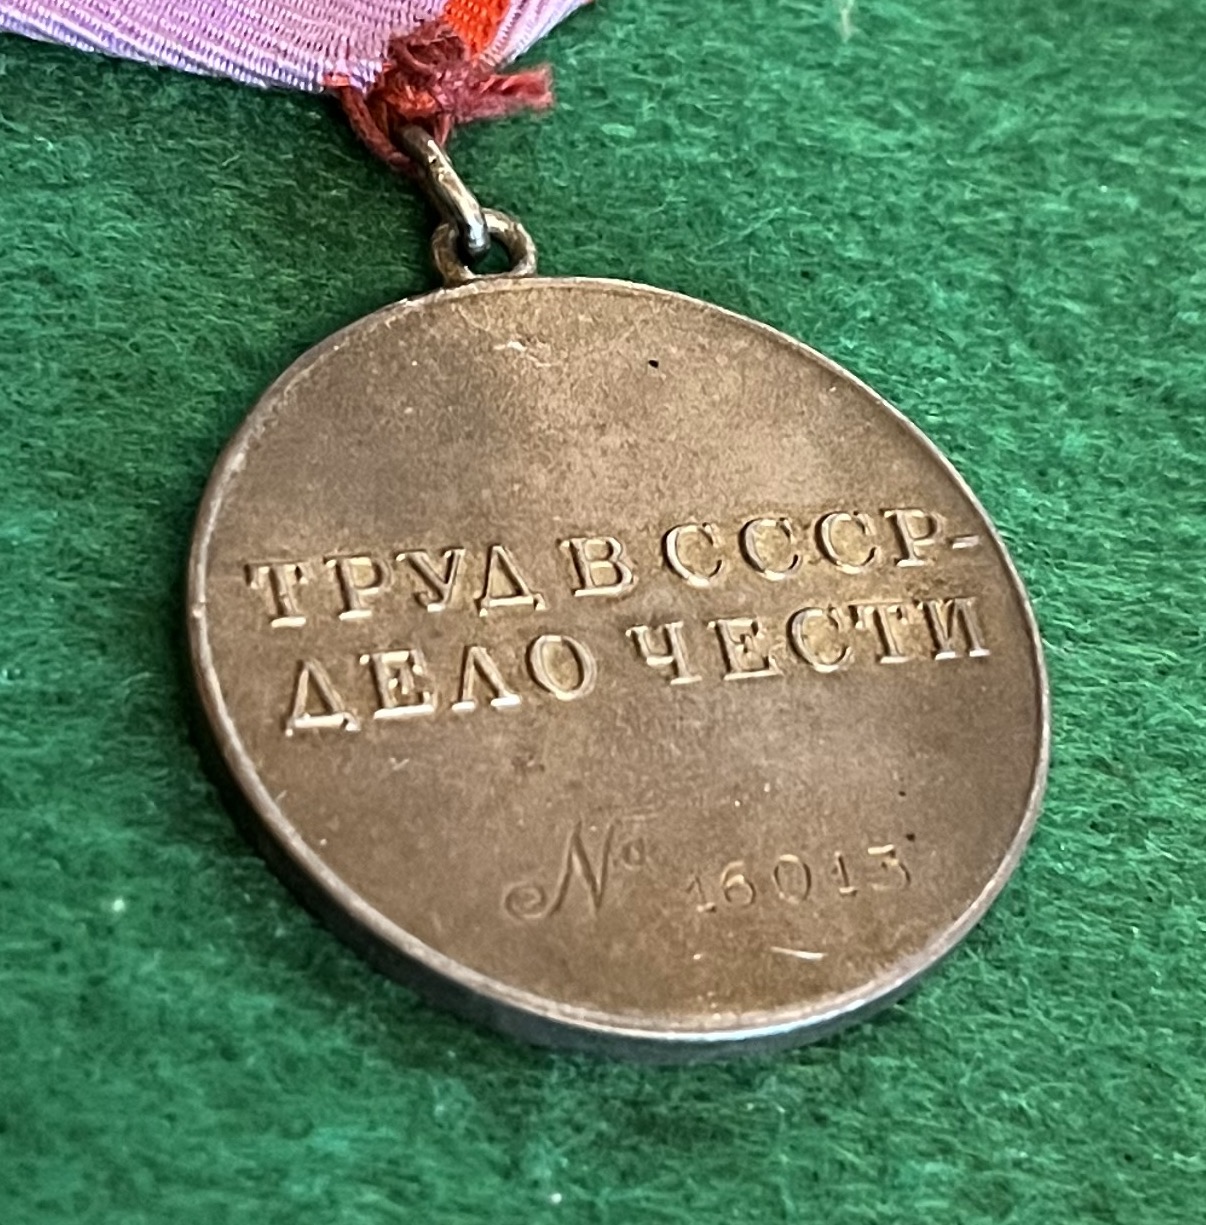 ТРУД В СССР-
ДЕЛО ЧЕСТИ
№ 16013